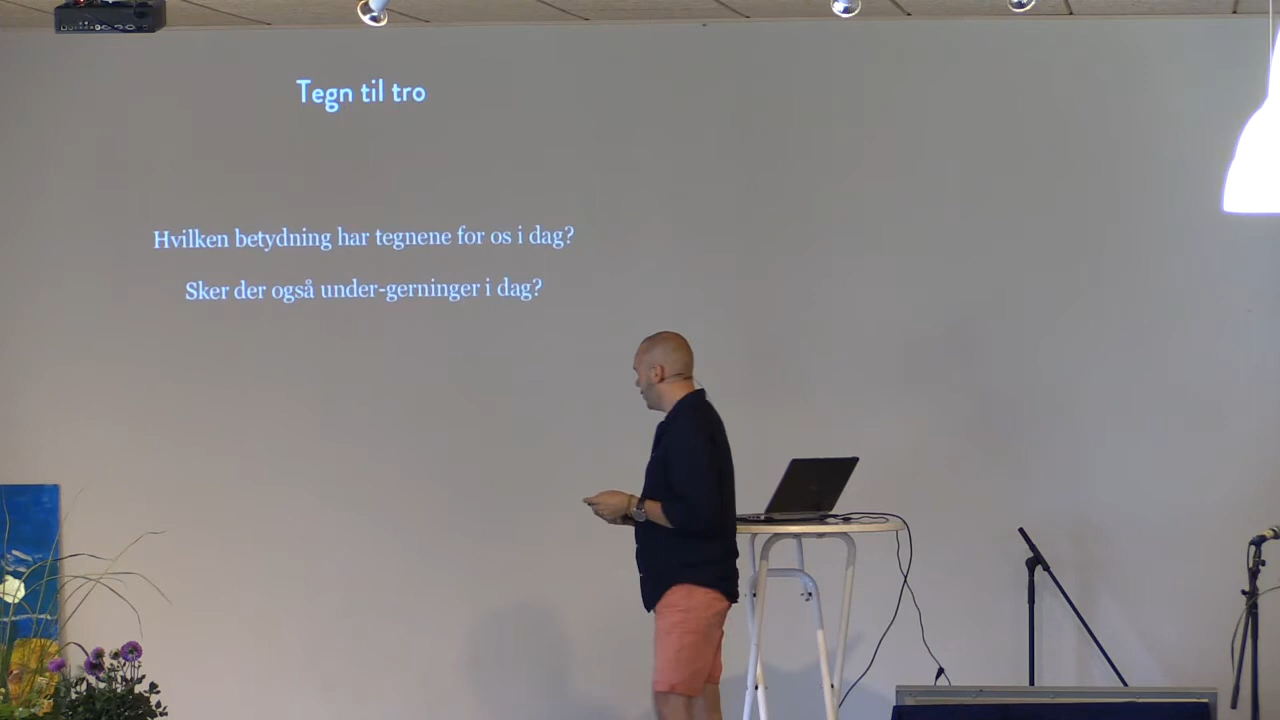 Tegn til tro
Hvilken betydning har tegnene for os i dag?
Sker der også under-gerninger i dag?